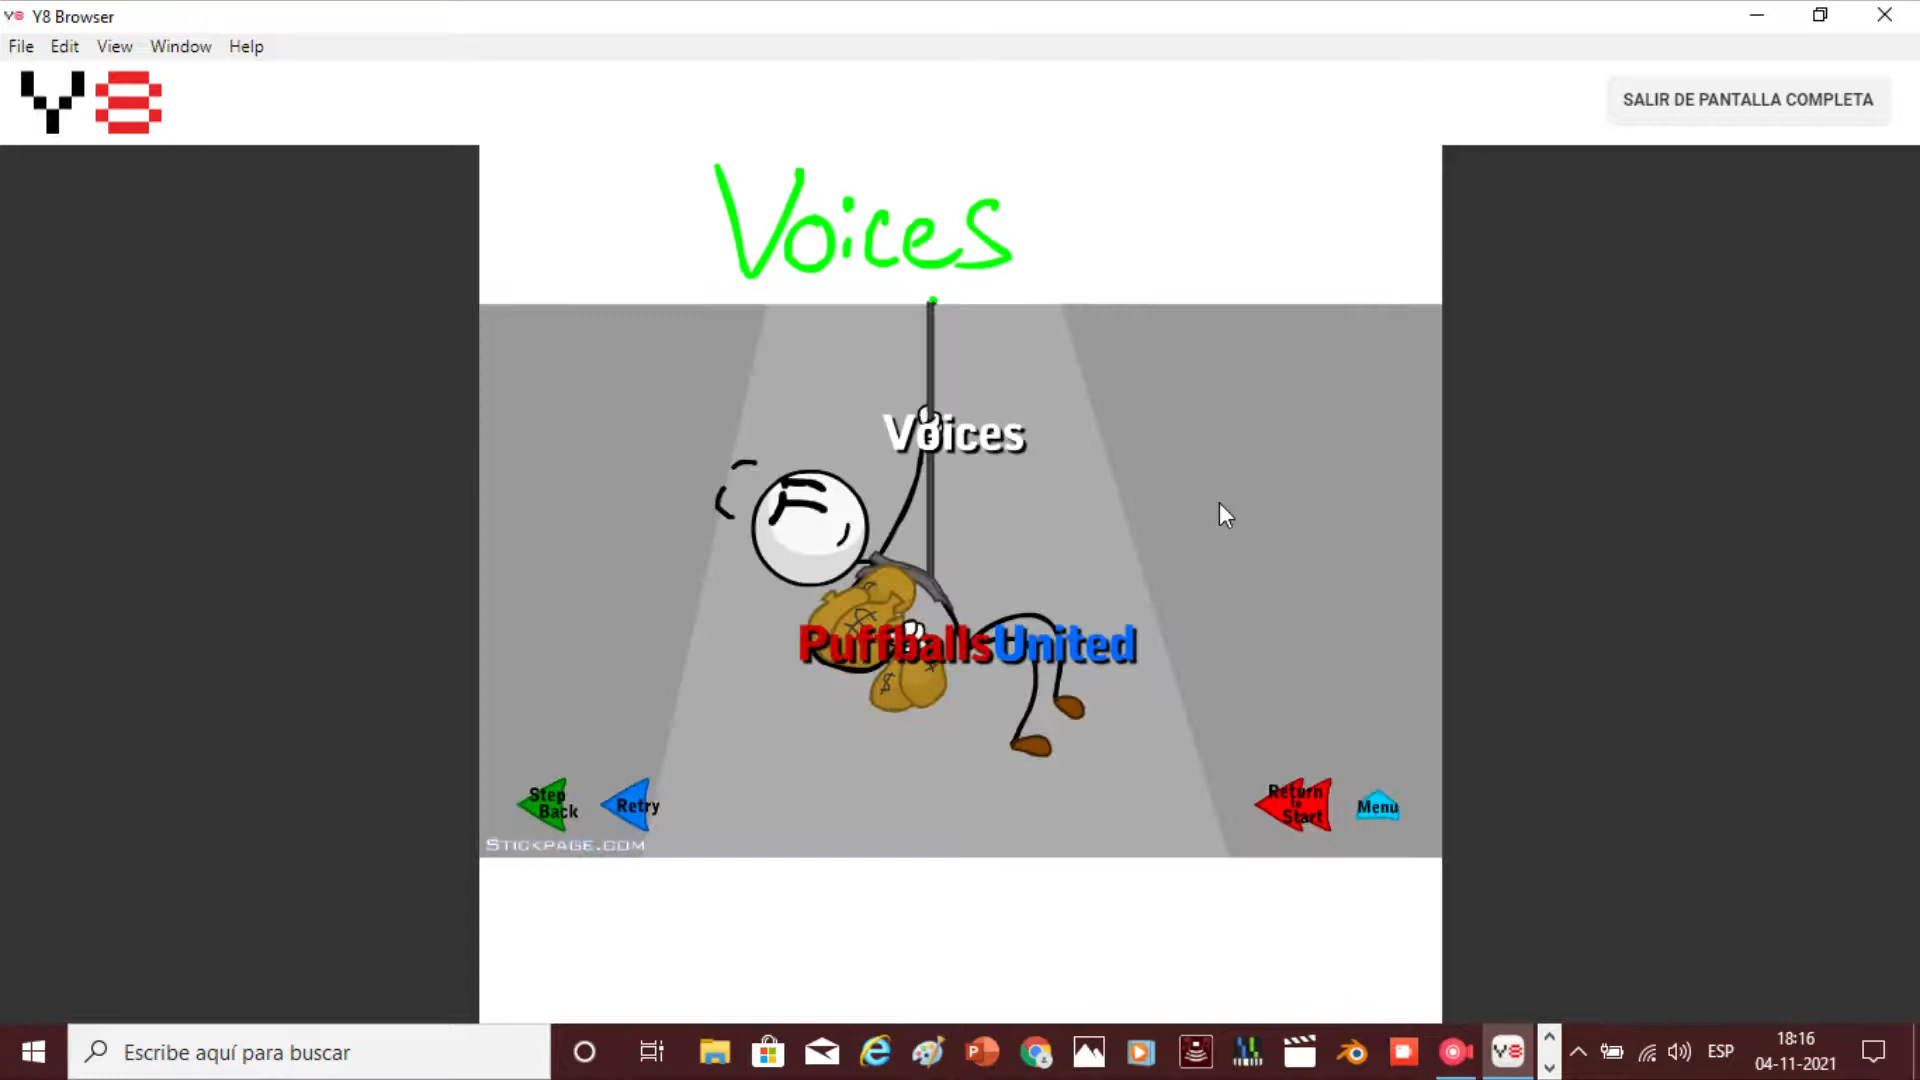 Y8 Browser
File Edit View Window Help
Y8
SALIR DE PANTALLA COMPLETA
Voices
Voices
PuffballsUnited
Step Back
Retry
Return to Start
Menu
STICKPAGE.COM
Escribe aquí para buscar
ESP
18:16
04-11-2021